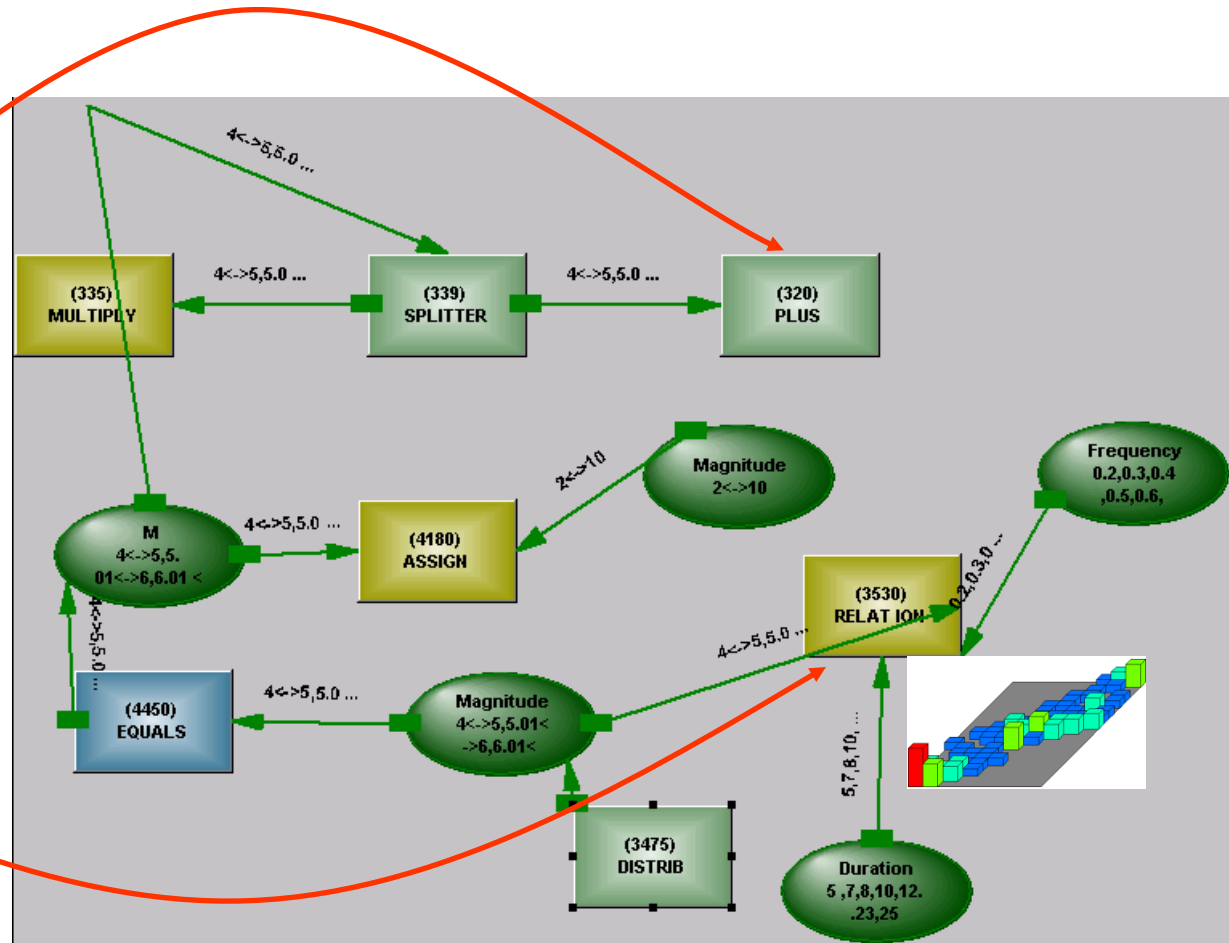 4<->5,5.0 ...
(335)
MULTIPLY
4<->5,5.0 ...
(339)
SPLITTER
4<->5,5.0 ...
(320)
PLUS
Magnitude
2<->10
2<->10
Frequency
0.2,0.3,0.4
,0.5,0.6,
M
4<->5,5.
01<->6,6.01 <
4<->5,5.0 ...
(4180)
ASSIGN
(3530)
RELAT ION
0.2,0.3,0 ...
4<->5,5.0 ...
4<->5,5.0 ...
(4450)
EQUALS
4<->5,5.0 ...
Magnitude
4<->5,5.01<
->6,6.01<
5,7,8,10, ...
(3475)
DISTRIB
Duration
5 ,7,8,10,12.
.23,25